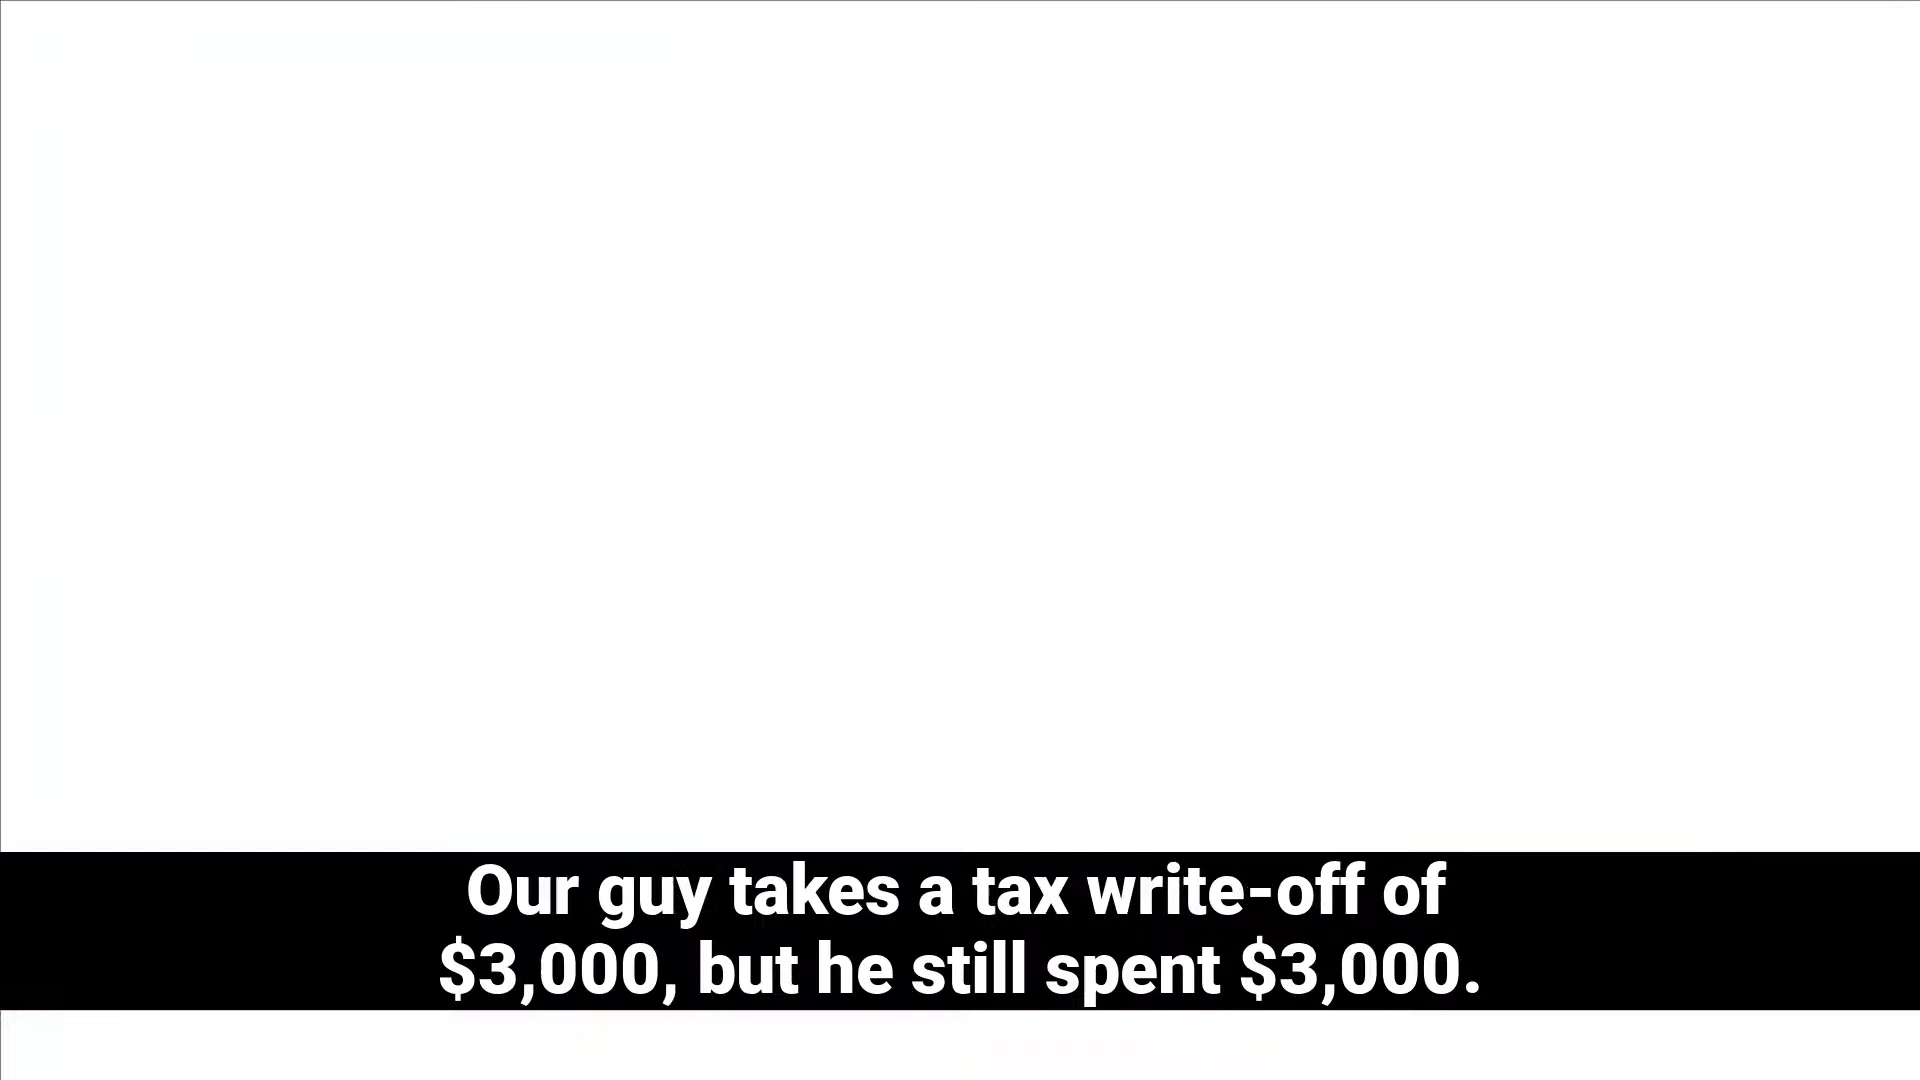 Our guy takes a tax write-off of
$3,000, but he still spent $3,000.